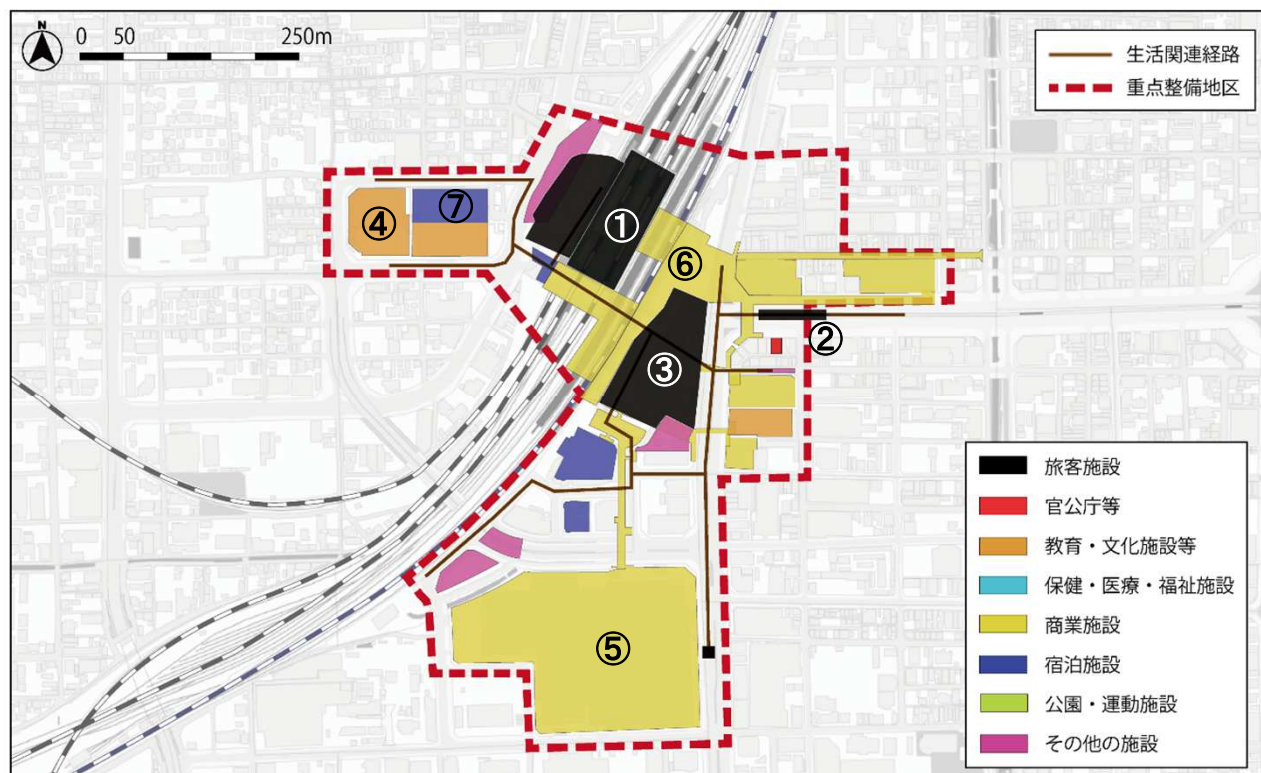 N
0 50 250m
生活関連経路
重点整備地区
④
⑦
①
⑥
②
③
⑤
旅客施設
官公庁等
教育・文化施設等
保健・医療・福祉施設
商業施設
宿泊施設
公園・運動施設
その他の施設